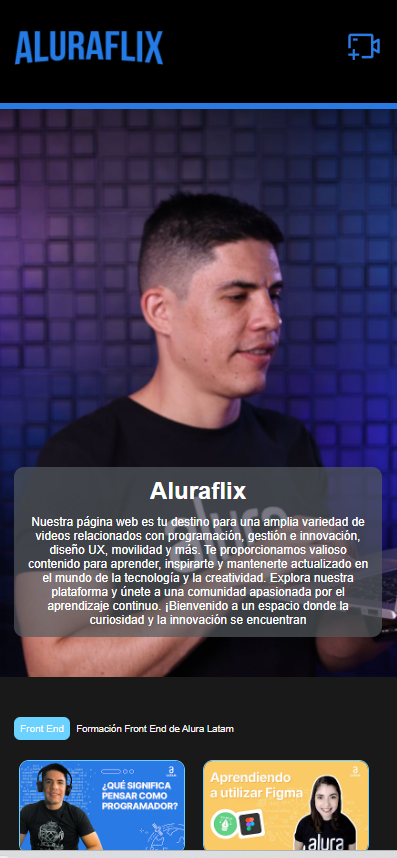 ALURAFLIX
alura
Aluraflix
Nuestra página web es tu destino para una amplia variedad de
videos relacionados con programación, gestión e innovación,
diseño UX, movilidad y más. Te proporcionamos valioso
contenido para aprender, inspirarte y mantenerte actualizado en
el mundo de la tecnología y la creatividad. Explora nuestra
plataforma y únete a una comunidad apasionada por el
aprendizaje continuo. ¡Bienvenido a un espacio donde la
curiosidad y la innovación se encuentran
Front End
Formación Front End de Alura Latam
¿QUÉ SIGNIFICA
PENSAR COMO
PROGRAMADOR?
Aprendiendo
a utilizar Figma
alura